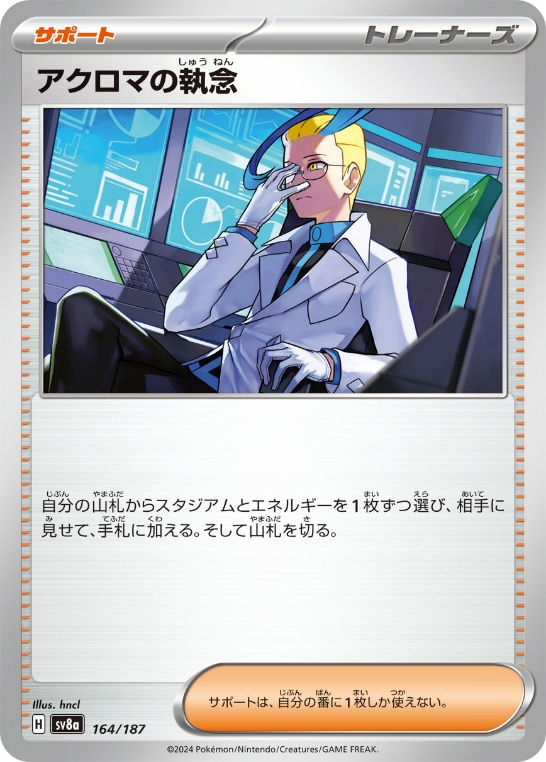 サポート
トレーナーズ
しゅうねん
アクロマの執念
じぶん やまふだ まい えら あいて
自分の山札からスタジアムとエネルギーを1枚ずつ選び、相手に
み てふだ くわ やまふだ き
見せて、手札に加える。そして山札を切る。
Illus. hncl
じぶん ばん まい つか
サポートは、自分の番に1枚しか使えない。
H sv8a 164/187
©2024 Pokémon/Nintendo/Creatures/GAME FREAK.